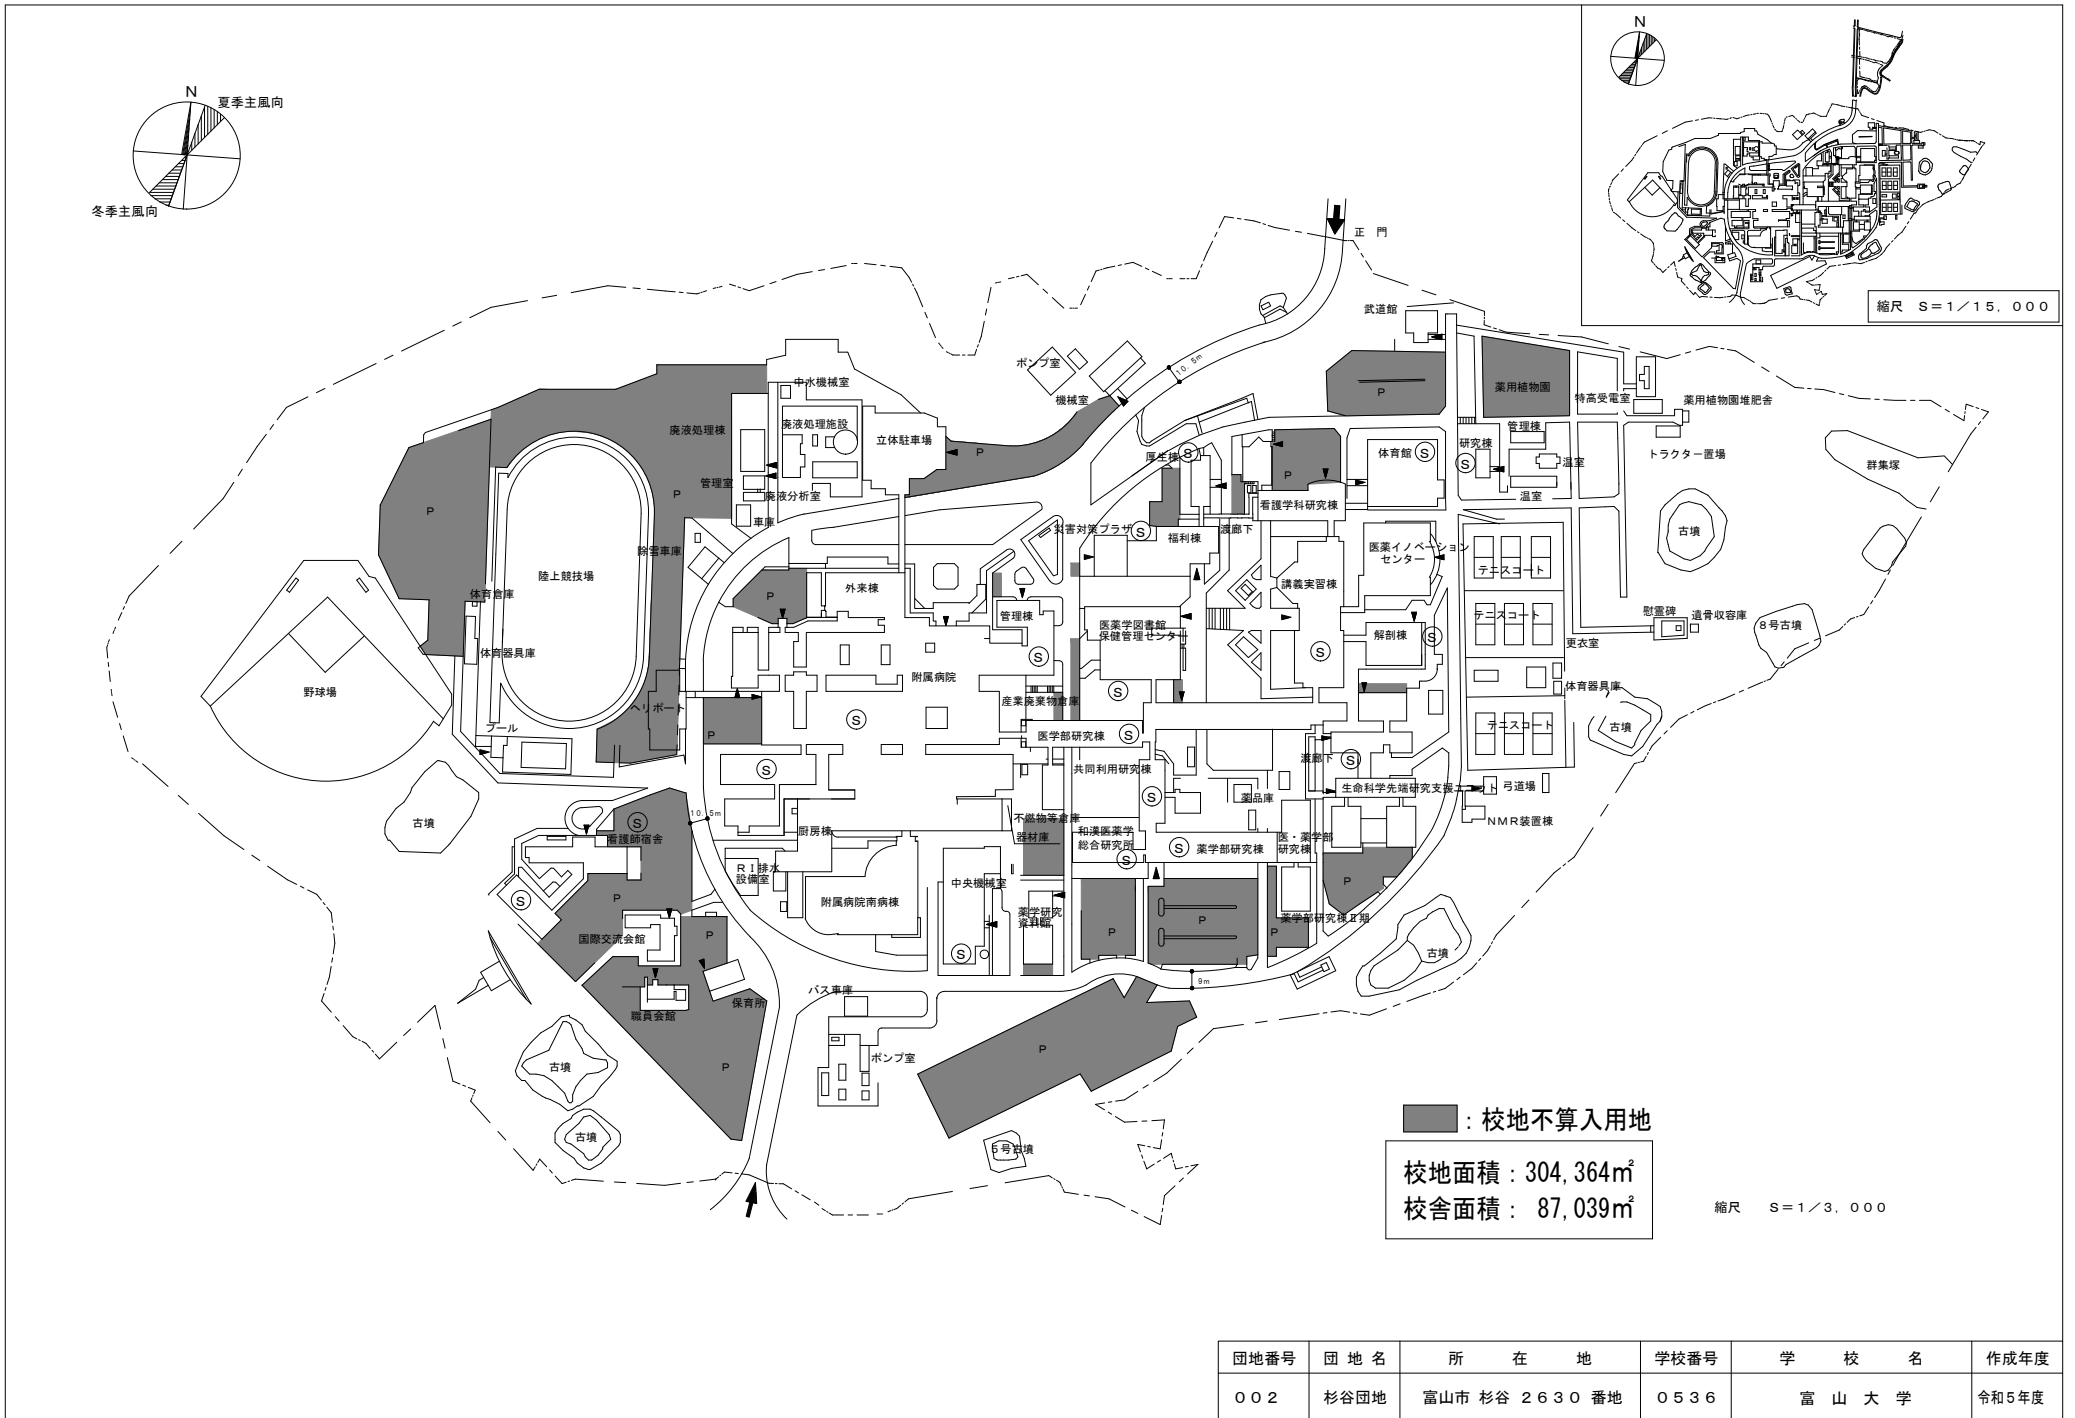 N
夏季主風向
冬季主風向
N
縮尺 S=1/15,000
正門
武道館
ポンプ室
機械室
10.5m
P
薬用植物園
特高受電室
薬用植物園堆肥舎
中水機械室
廃液処理棟
廃液処理施設
立体駐車場
P
厚生棟
S
P
体育館
S
研究棟
S
管理棟
温室
トラクター置場
群集塚
管理室
廃液分析室
温室
P
P
車庫
看護学科研究棟
災害対策プラザ
S
福利棟
渡廊下
古墳
除雪車庫
医薬イノベーション
センター
陸上競技場
外来棟
講義実習棟
テニスコート
体育倉庫
P
管理棟
医薬学図書館
保健管理センター
テニスコート
慰霊碑
遺骨収容庫
8号古墳
解剖棟
S
更衣室
体育器具庫
S
S
野球場
附属病院
S
体育器具庫
ヘリポート
産業廃棄物倉庫
P
S
医学部研究棟
S
テニスコート
古墳
プール
S
共同利用研究棟
渡廊下
S
生命科学先端研究支援ユニット
弓道場
S
薬品庫
10.5m
古墳
S
看護師宿舎
厨房棟
不燃物等倉庫
器材庫
和漢医薬学
総合研究所
S
S
薬学部研究棟
医・薬学部
研究棟
NMR装置棟
RI排水
設備室
中央機械室
P
S
P
附属病院南病棟
薬学研究
資料館
P
P
P
薬学部研究棟Ⅱ期
国際交流会館
P
S
古墳
保育所
職員会館
バス車庫
9m
P
ポンプ室
P
古墳
古墳
5号古墳
:校地不算入用地
校地面積:304,364㎡
校舎面積: 87,039㎡
縮尺 S=1/3,000
団地番号 団地名 所在地 学校番号 学校名 作成年度
002 杉谷団地 富山市 杉谷 2630 番地 0536 富山大学 令和5年度